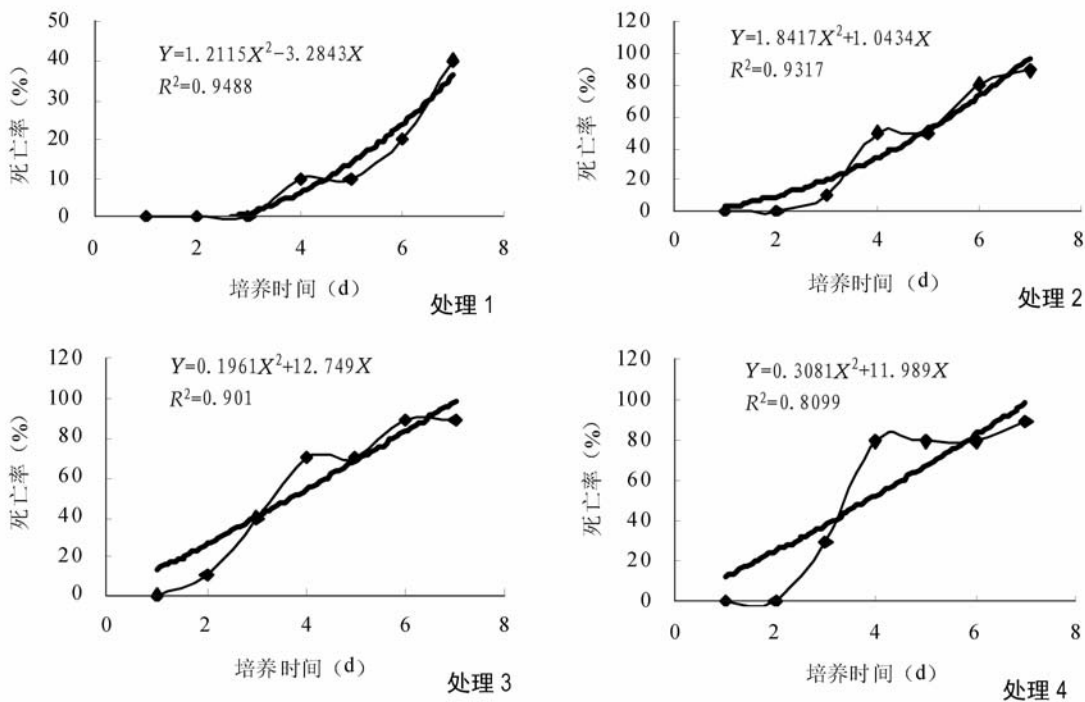 50
40
30
20
10
0
死亡率（%）
Y=1.2115X²−3.2843X
R²=0.9488
0 2 4 6 8
培养时间（d）
处理1
120
100
80
60
40
20
0
死亡率（%）
Y=1.8417X²+1.0434X
R²=0.9317
0 2 4 6 8
培养时间（d）
处理2
120
100
80
60
40
20
0
死亡率（%）
Y=0.1961X²+12.749X
R²=0.901
0 2 4 6 8
培养时间（d）
处理3
120
100
80
60
40
20
0
死亡率（%）
Y=0.3081X²+11.989X
R²=0.8099
0 2 4 6 8
培养时间（d）
处理4